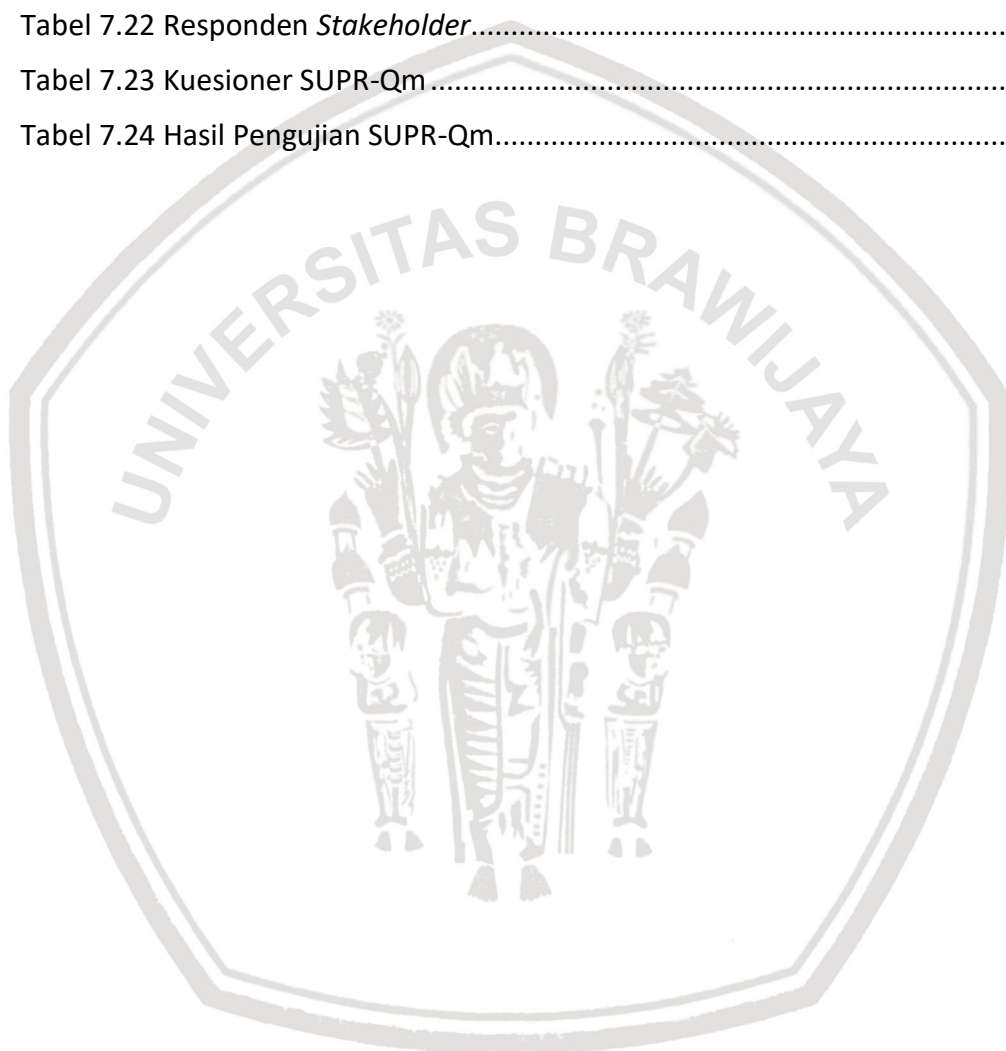 Tabel 7.22 Responden Stakeholder....................................................................
Tabel 7.23 Kuesioner SUPR-Qm.........................................................................
Tabel 7.24 Hasil Pengujian SUPR-Qm.................................................................
UNIVERSITAS BRAWIJAYA